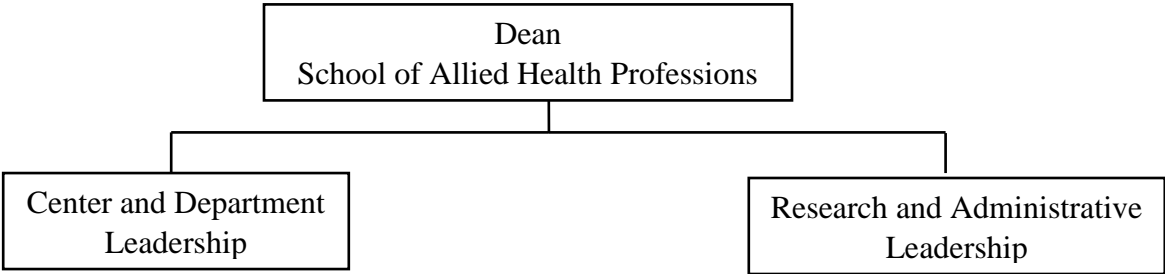 Dean
School of Allied Health Professions
Center and Department
Leadership
Research and Administrative
Leadership